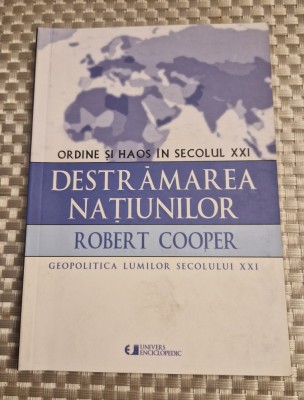 ORDINE ȘI HAOS ÎN SECOLUL XXI
DESTRĂMAREA
NAȚIUNILOR
ROBERT COOPER
GEOPOLITICA LUMILOR SECOLULUI XXI
UNIVERS
ENCICLOPEDIC